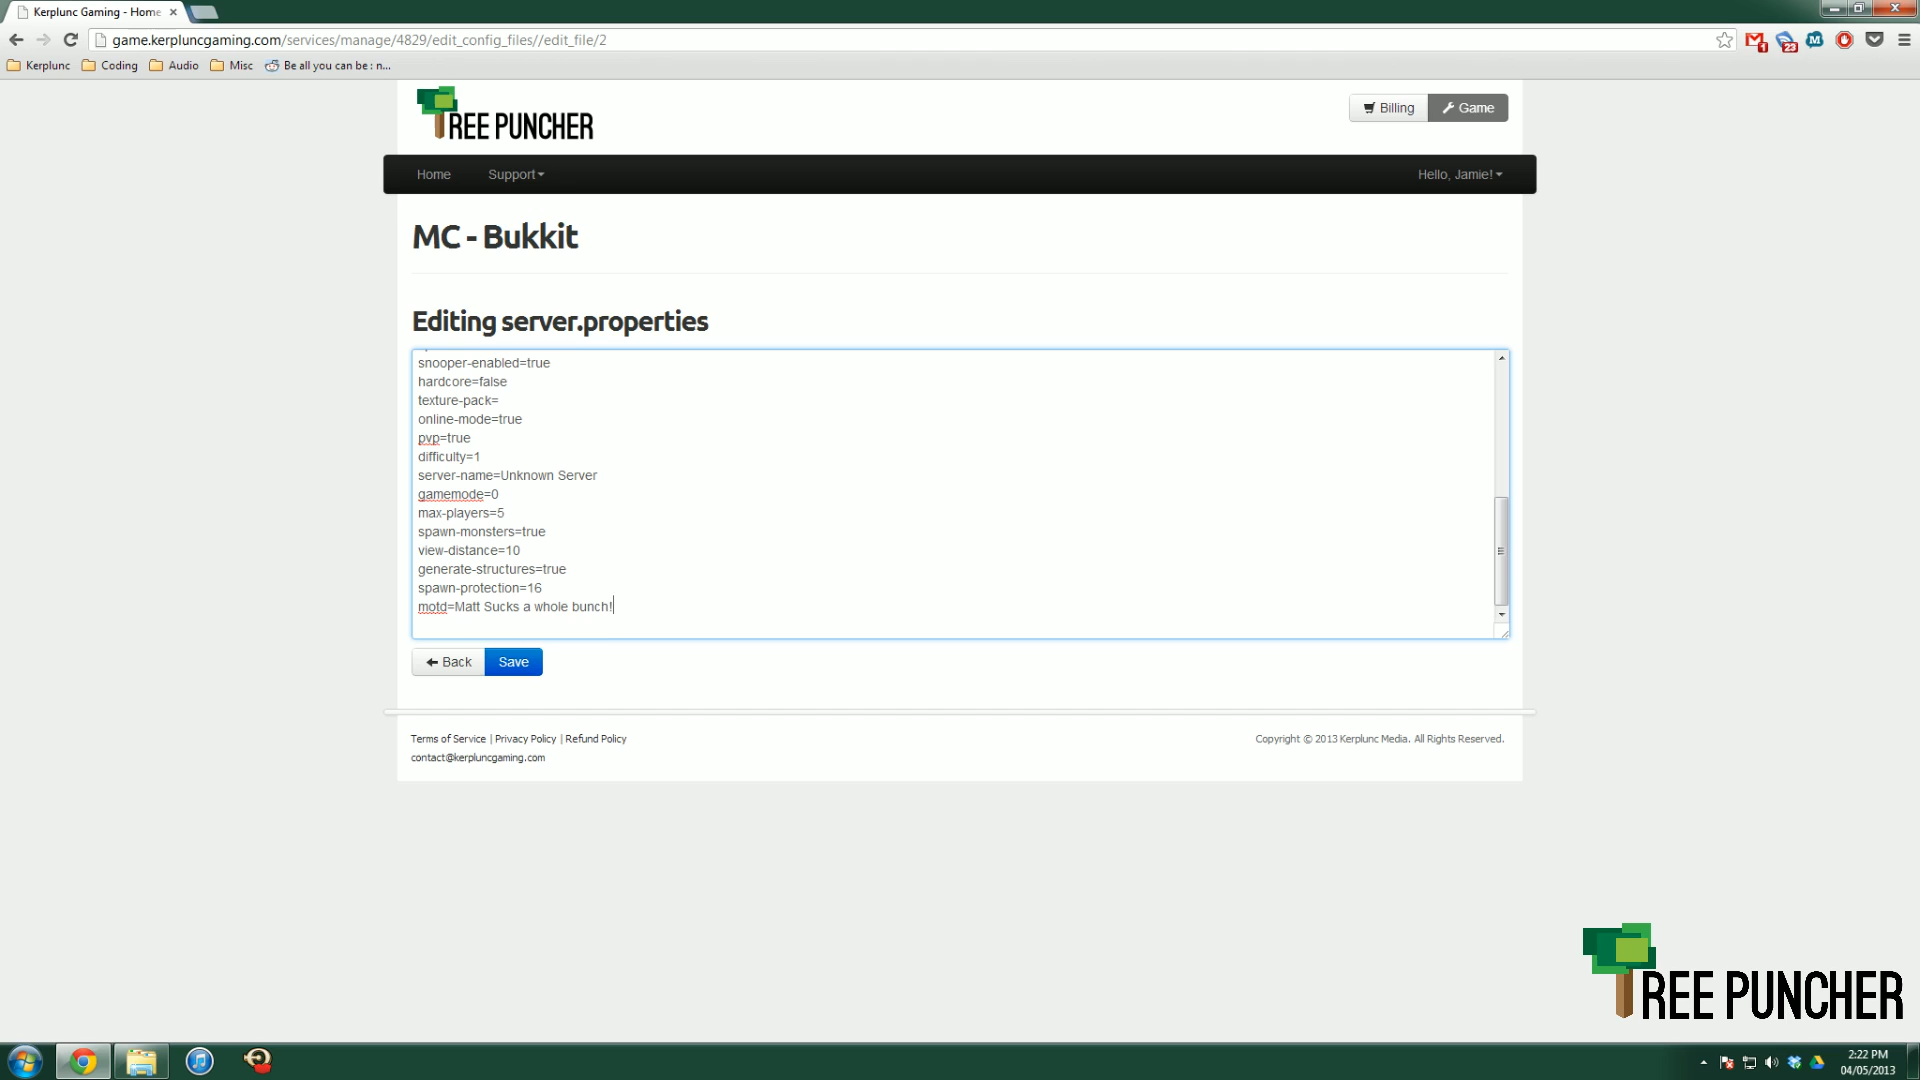 Kerplunc Gaming - Home
game.kerpluncgaming.com/services/manage/4829/edit_config_files//edit_file/2
1
23
M
Kerplunc
Coding
Audio
Misc
Be all you can be : n...
REE PUNCHER
Billing
Game
Home
Support
Hello, Jamie!
MC - Bukkit
Editing server.properties
snooper-enabled=true
hardcore=false
texture-pack=
online-mode=true
pvp=true
difficulty=1
server-name=Unknown Server
gamemode=0
max-players=5
spawn-monsters=true
view-distance=10
generate-structures=true
spawn-protection=16
motd=Matt Sucks a whole bunch!
Back
Save
Terms of Service | Privacy Policy | Refund Policy
Copyright © 2013 Kerplunc Media. All Rights Reserved.
contact@kerpluncgaming.com
REE PUNCHER
2:22 PM
04/05/2013